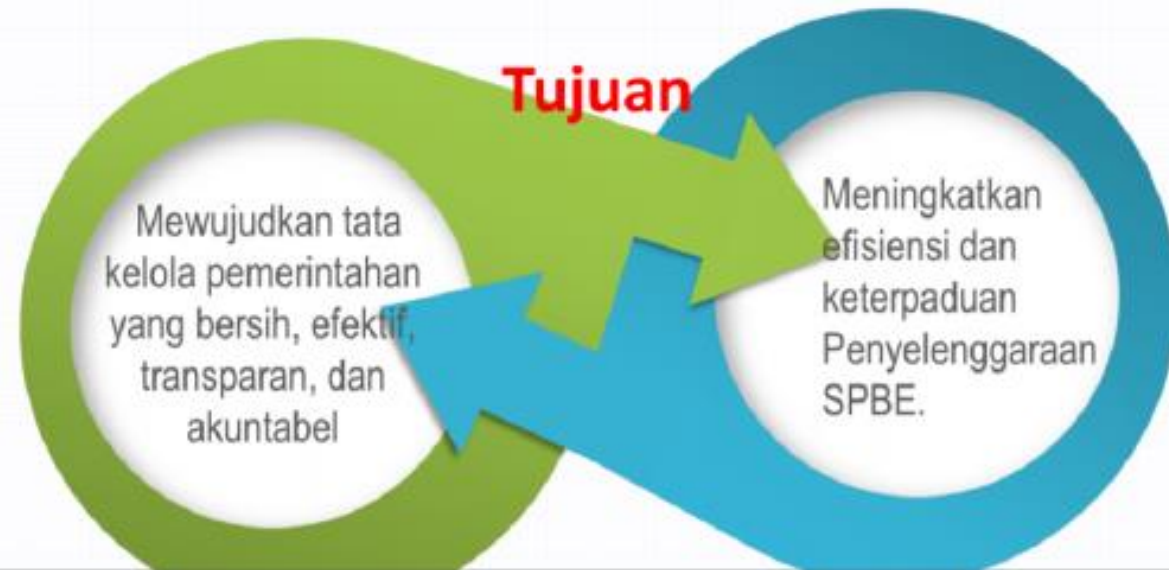 Tujuan
Mewujudkan tata
kelola pemerintahan
yang bersih, efektif,
transparan, dan
akuntabel
Meningkatkan
efisiensi dan
keterpaduan
Penyelenggaraan
SPBE.